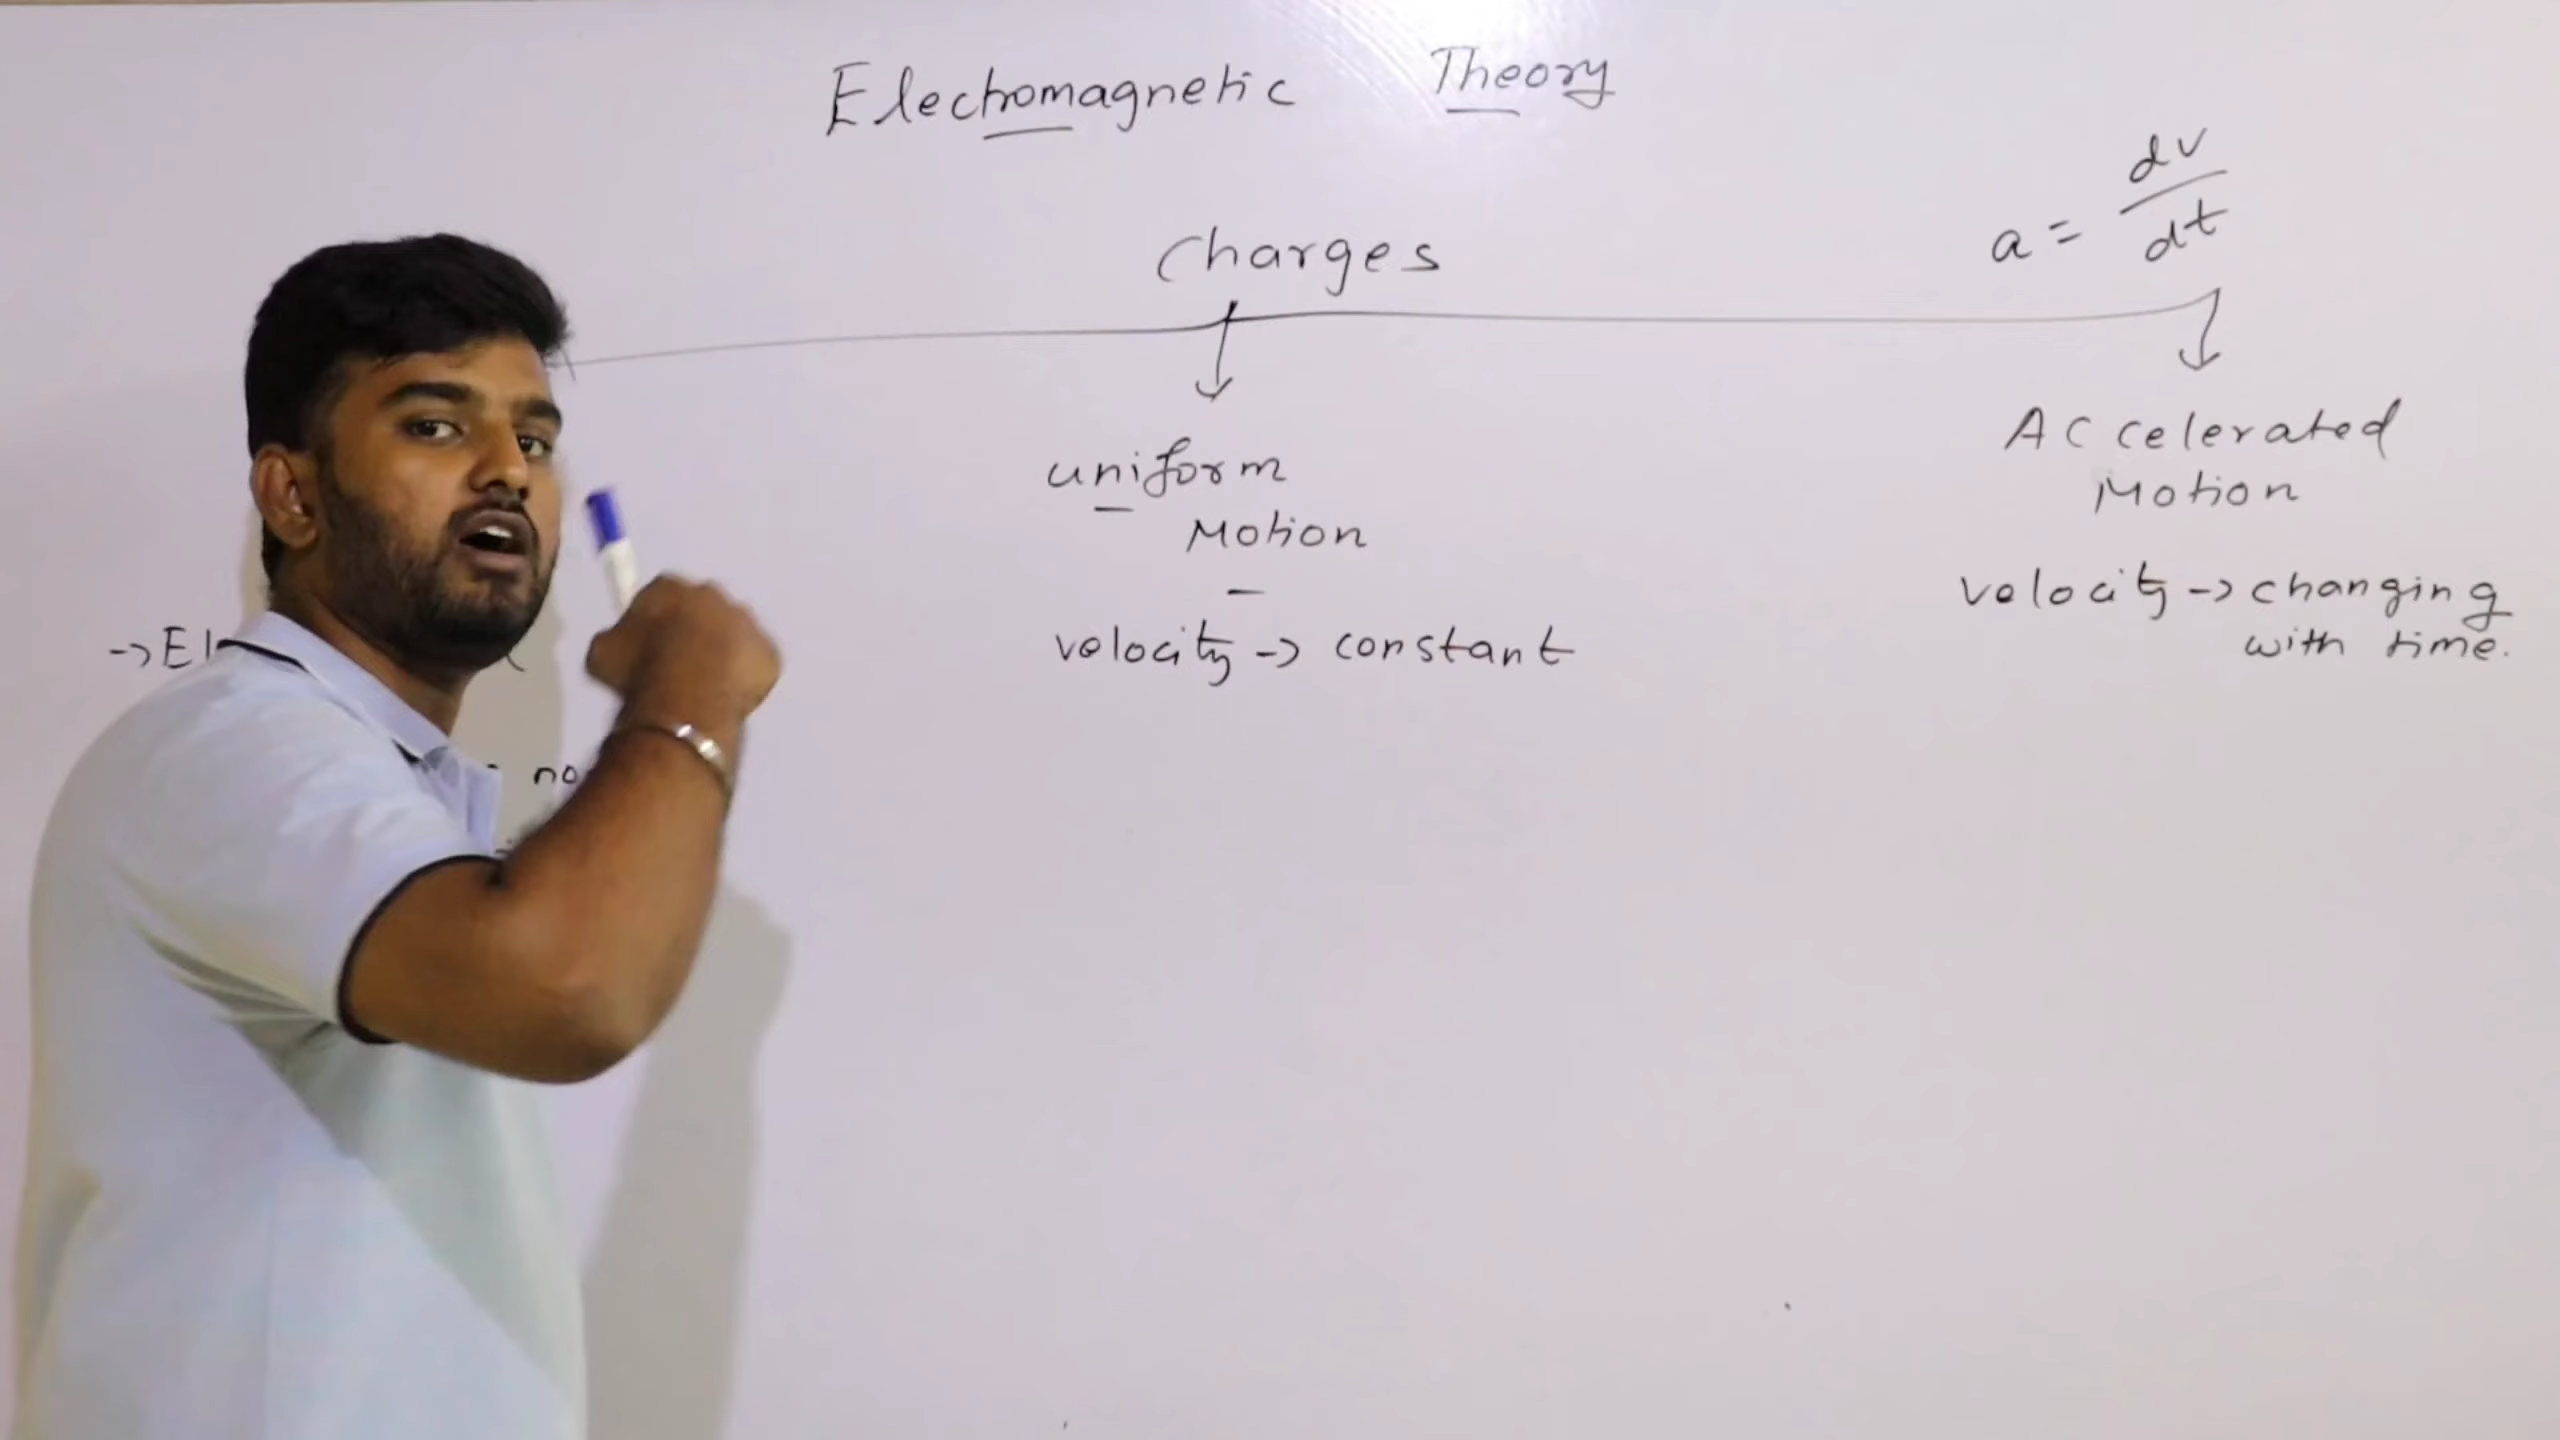 Electromagnetic Theory
a = dv/dt
Charges
uniform
Motion
velocity -> constant
ACcelerated
Motion
velocity -> changing
with time.